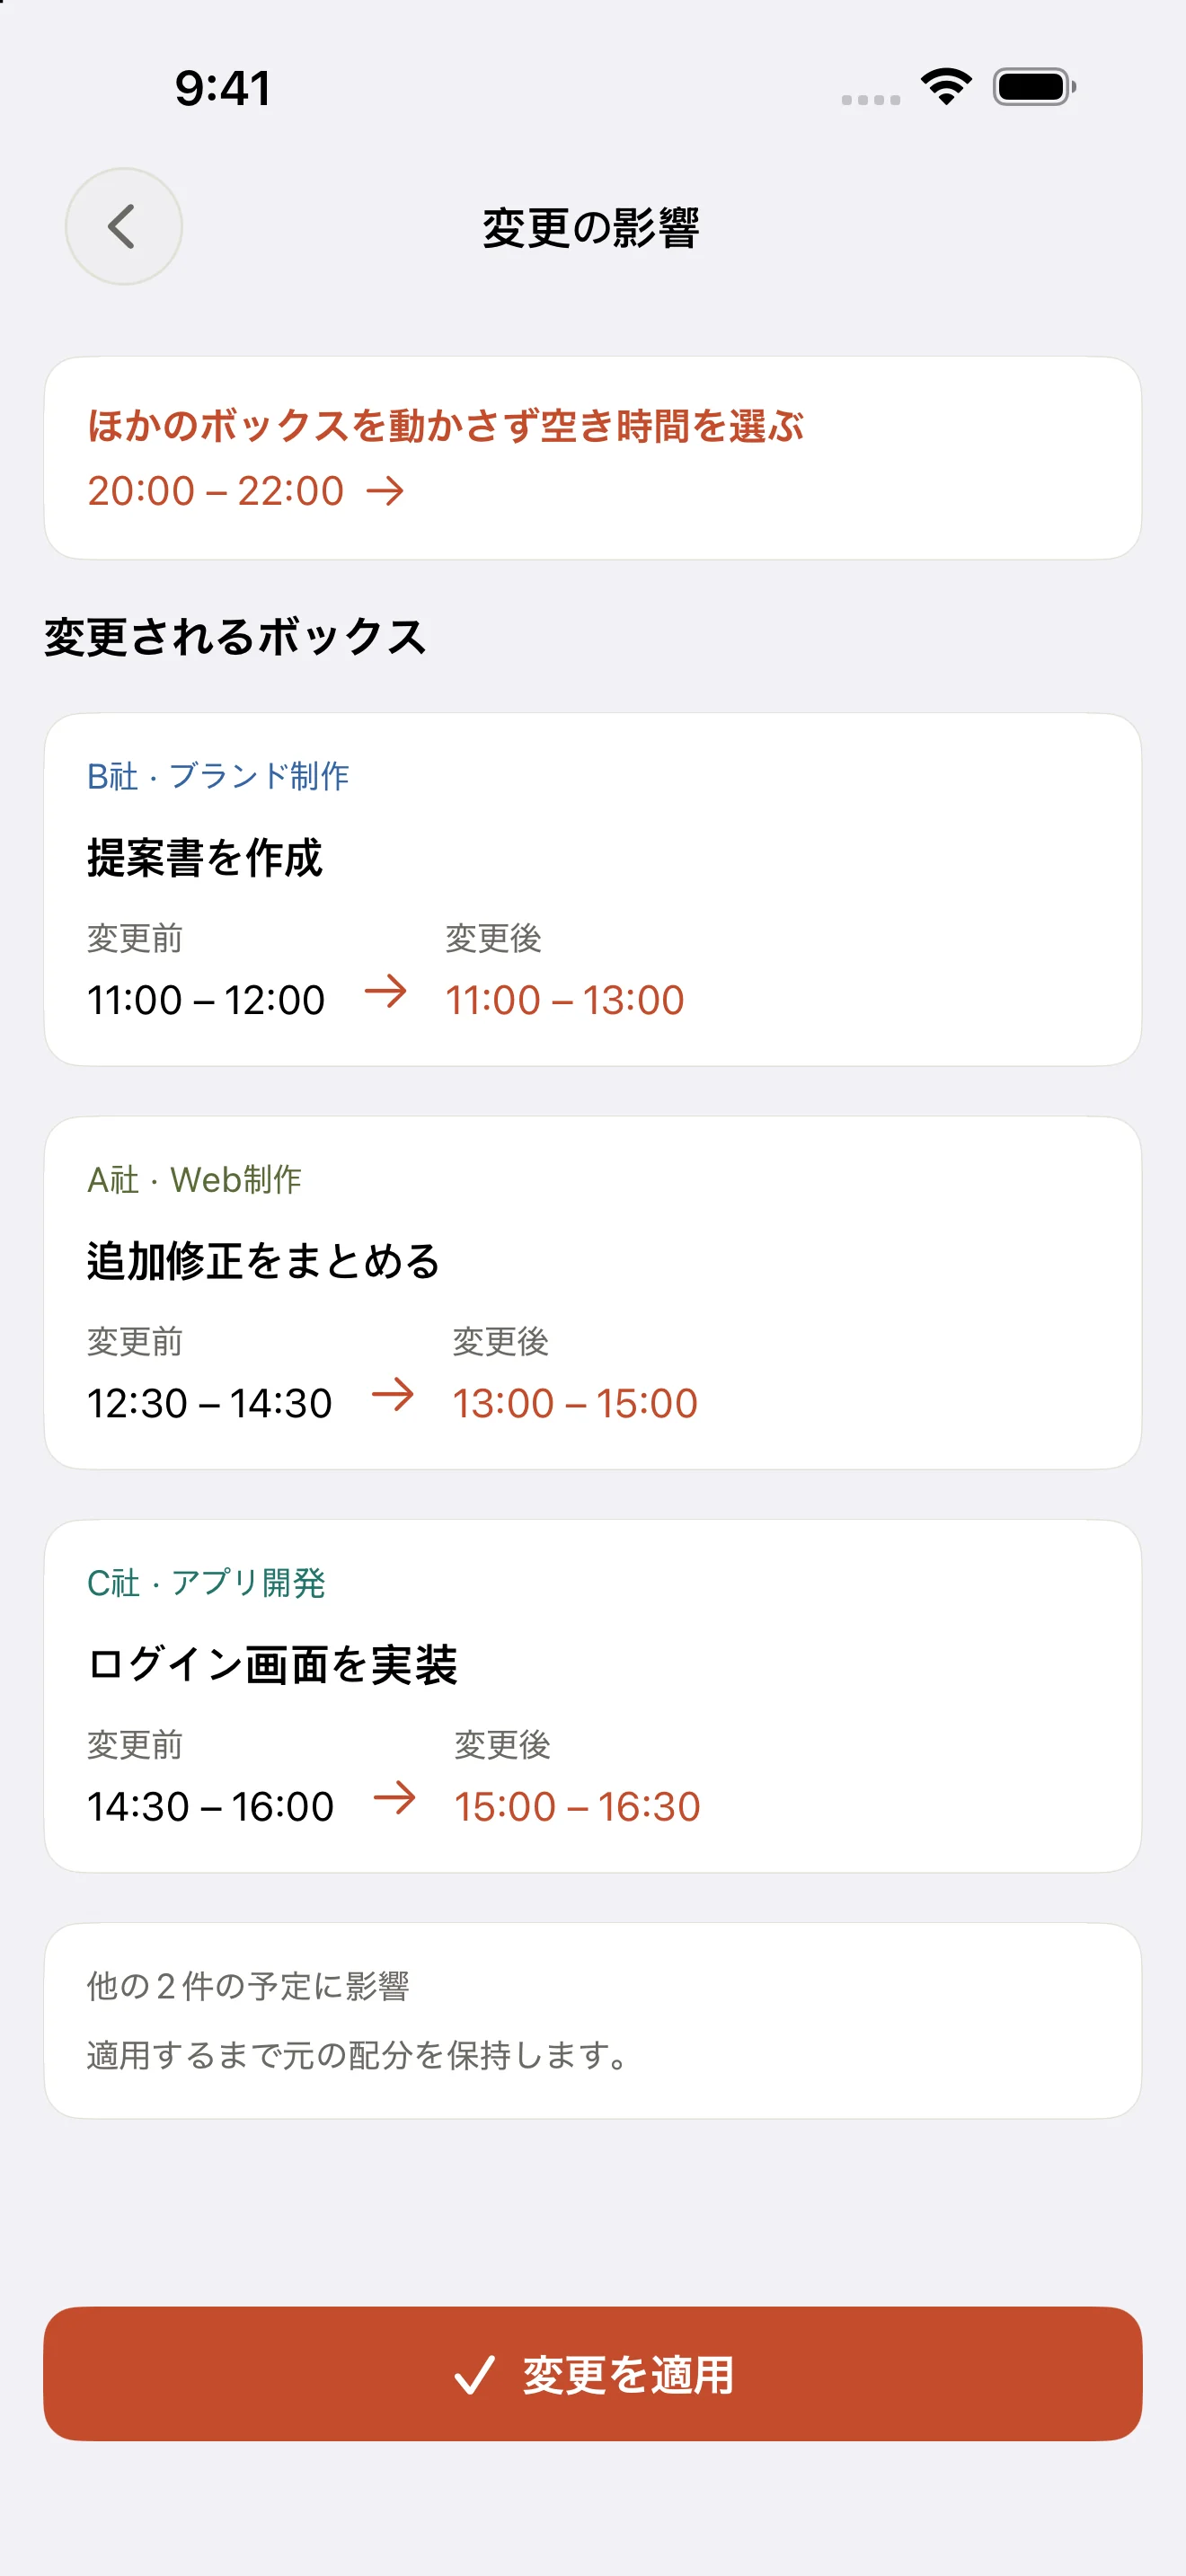 9:41
変更の影響
ほかのボックスを動かさず空き時間を選ぶ
20:00 – 22:00 →
変更されるボックス
B社 · ブランド制作
提案書を作成
変更前 変更後
11:00 – 12:00 → 11:00 – 13:00
A社 · Web制作
追加修正をまとめる
変更前 変更後
12:30 – 14:30 → 13:00 – 15:00
C社 · アプリ開発
ログイン画面を実装
変更前 変更後
14:30 – 16:00 → 15:00 – 16:30
他の2件の予定に影響
適用するまで元の配分を保持します。
✓ 変更を適用